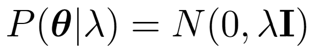 P(𝜽|λ) = N(0, λ𝐈)